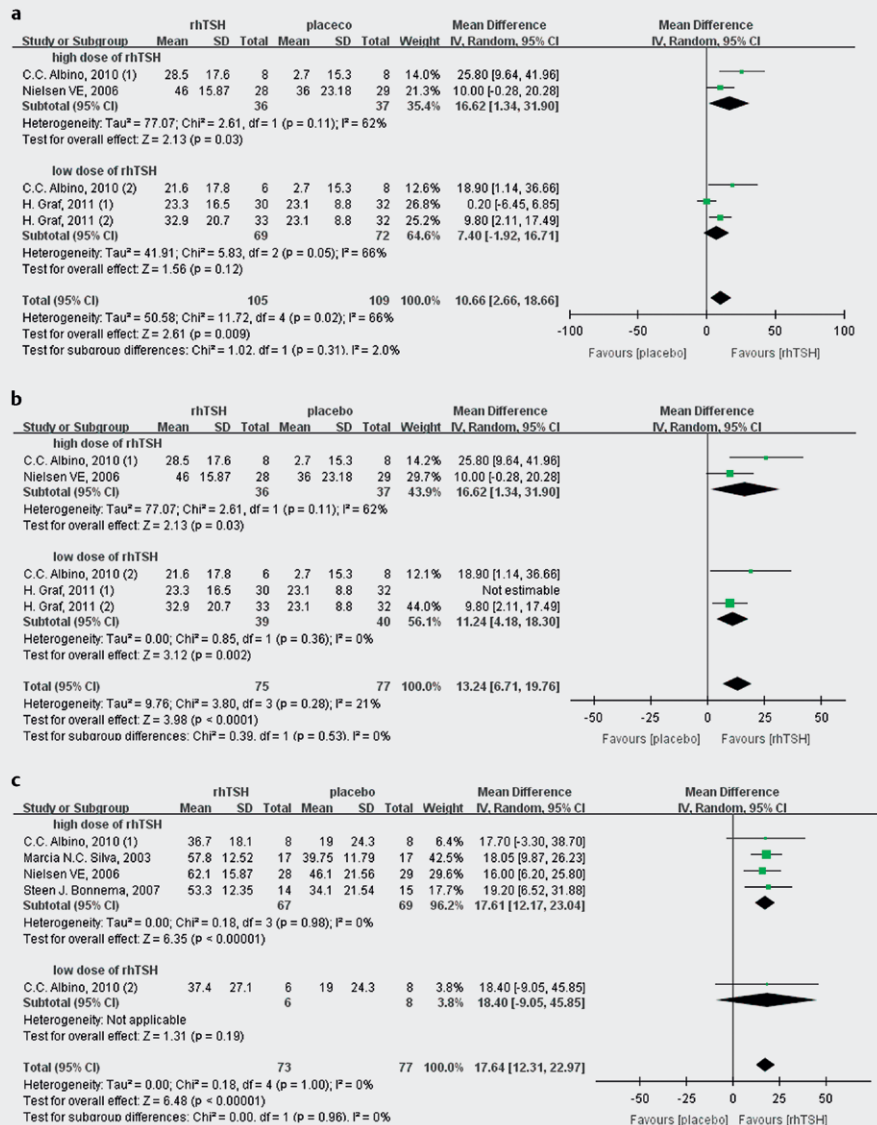 a
rhTSH placeco Mean Difference Mean Difference
Study or Subgroup Mean SD Total Mean SD Total Weight IV, Random, 95% CI IV, Random, 95% CI
high dose of rhTSH
C.C. Albino, 2010 (1) 28.5 17.6 8 2.7 15.3 8 14.0% 25.80 [9.64, 41.96]
Nielsen VE, 2006 46 15.87 28 36 23.18 29 21.3% 10.00 [-0.28, 20.28]
Subtotal (95% CI) 36 37 35.4% 16.62 [1.34, 31.90]
Heterogeneity: Tau² = 77.07; Chi² = 2.61, df = 1 (p = 0.11); I² = 62%
Test for overall effect: Z = 2.13 (p = 0.03)
low dose of rhTSH
C.C. Albino, 2010 (2) 21.6 17.8 6 2.7 15.3 8 12.6% 18.90 [1.14, 36.66]
H. Graf, 2011 (1) 23.3 16.5 30 23.1 8.8 32 26.8% 0.20 [-6.45, 6.85]
H. Graf, 2011 (2) 32.9 20.7 33 23.1 8.8 32 25.2% 9.80 [2.11, 17.49]
Subtotal (95% CI) 69 72 64.6% 7.40 [-1.92, 16.71]
Heterogeneity: Tau² = 41.91; Chi² = 5.83, df = 2 (p = 0.05); I² = 66%
Test for overall effect: Z = 1.56 (p = 0.12)
Total (95% CI) 105 109 100.0% 10.66 [2.66, 18.66]
Heterogeneity: Tau² = 50.58; Chi² = 11.72, df = 4 (p = 0.02); I² = 66%
Test for overall effect: Z = 2.61 (p = 0.009)
Test for subgroup differences: Chi² = 1.02, df = 1 (p = 0.31), I² = 2.0%
-100 -50 0 50 100
Favours [placebo] Favours [rhTSH]
b
rhTSH placebo Mean Difference Mean Difference
Study or Subgroup Mean SD Total Mean SD Total Weight IV, Random, 95% CI IV, Random, 95% CI
high dose of rhTSH
C.C. Albino, 2010 (1) 28.5 17.6 8 2.7 15.3 8 14.2% 25.80 [9.64, 41.96]
Nielsen VE, 2006 46 15.87 28 36 23.18 29 29.7% 10.00 [-0.28, 20.28]
Subtotal (95% CI) 36 37 43.9% 16.62 [1.34, 31.90]
Heterogeneity: Tau² = 77.07; Chi² = 2.61, df = 1 (p = 0.11); I² = 62%
Test for overall effect: Z = 2.13 (p = 0.03)
low dose of rhTSH
C.C. Albino, 2010 (2) 21.6 17.8 6 2.7 15.3 8 12.1% 18.90 [1.14, 36.66]
H. Graf, 2011 (1) 23.3 16.5 30 23.1 8.8 32 Not estimable
H. Graf, 2011 (2) 32.9 20.7 33 23.1 8.8 32 44.0% 9.80 [2.11, 17.49]
Subtotal (95% CI) 39 40 56.1% 11.24 [4.18, 18.30]
Heterogeneity: Tau² = 0.00; Chi² = 0.85, df = 1 (p = 0.36); I² = 0%
Test for overall effect: Z = 3.12 (p = 0.002)
Total (95% CI) 75 77 100.0% 13.24 [6.71, 19.76]
Heterogeneity: Tau² = 9.76; Chi² = 3.80, df = 3 (p = 0.28); I² = 21%
Test for overall effect: Z = 3.98 (p < 0.0001)
Test for subgroup differences: Chi² = 0.39, df = 1 (p = 0.53), I² = 0%
-50 -25 0 25 50
Favours [placebo] Favours [rhTSH]
c
rhTSH placebo Mean Difference Mean Difference
Study or Subgroup Mean SD Total Mean SD Total Weight IV, Random, 95% CI IV, Random, 95% CI
high dose of rhTSH
C.C. Albino, 2010 (1) 36.7 18.1 8 19 24.3 8 6.4% 17.70 [-3.30, 38.70]
Marcia N.C. Silva, 2003 57.8 12.52 17 39.75 11.79 17 42.5% 18.05 [9.87, 26.23]
Nielsen VE, 2006 62.1 15.87 28 46.1 21.56 29 29.6% 16.00 [6.20, 25.80]
Steen J. Bonnema, 2007 53.3 12.35 14 34.1 21.54 15 17.7% 19.20 [6.52, 31.88]
Subtotal (95% CI) 67 69 96.2% 17.61 [12.17, 23.04]
Heterogeneity: Tau² = 0.00; Chi² = 0.18, df = 3 (p = 0.98); I² = 0%
Test for overall effect: Z = 6.35 (p < 0.00001)
low dose of rhTSH
C.C. Albino, 2010 (2) 37.4 27.1 6 19 24.3 8 3.8% 18.40 [-9.05, 45.85]
Subtotal (95% CI) 6 8 3.8% 18.40 [-9.05, 45.85]
Heterogeneity: Not applicable
Test for overall effect: Z = 1.31 (p = 0.19)
Total (95% CI) 73 77 100.0% 17.64 [12.31, 22.97]
Heterogeneity: Tau² = 0.00; Chi² = 0.18, df = 4 (p = 1.00); I² = 0%
Test for overall effect: Z = 6.48 (p < 0.00001)
Test for subgroup differences: Chi² = 0.00, df = 1 (p = 0.96), I² = 0%
-50 -25 0 25 50
Favours [placebo] Favours [rhTSH]